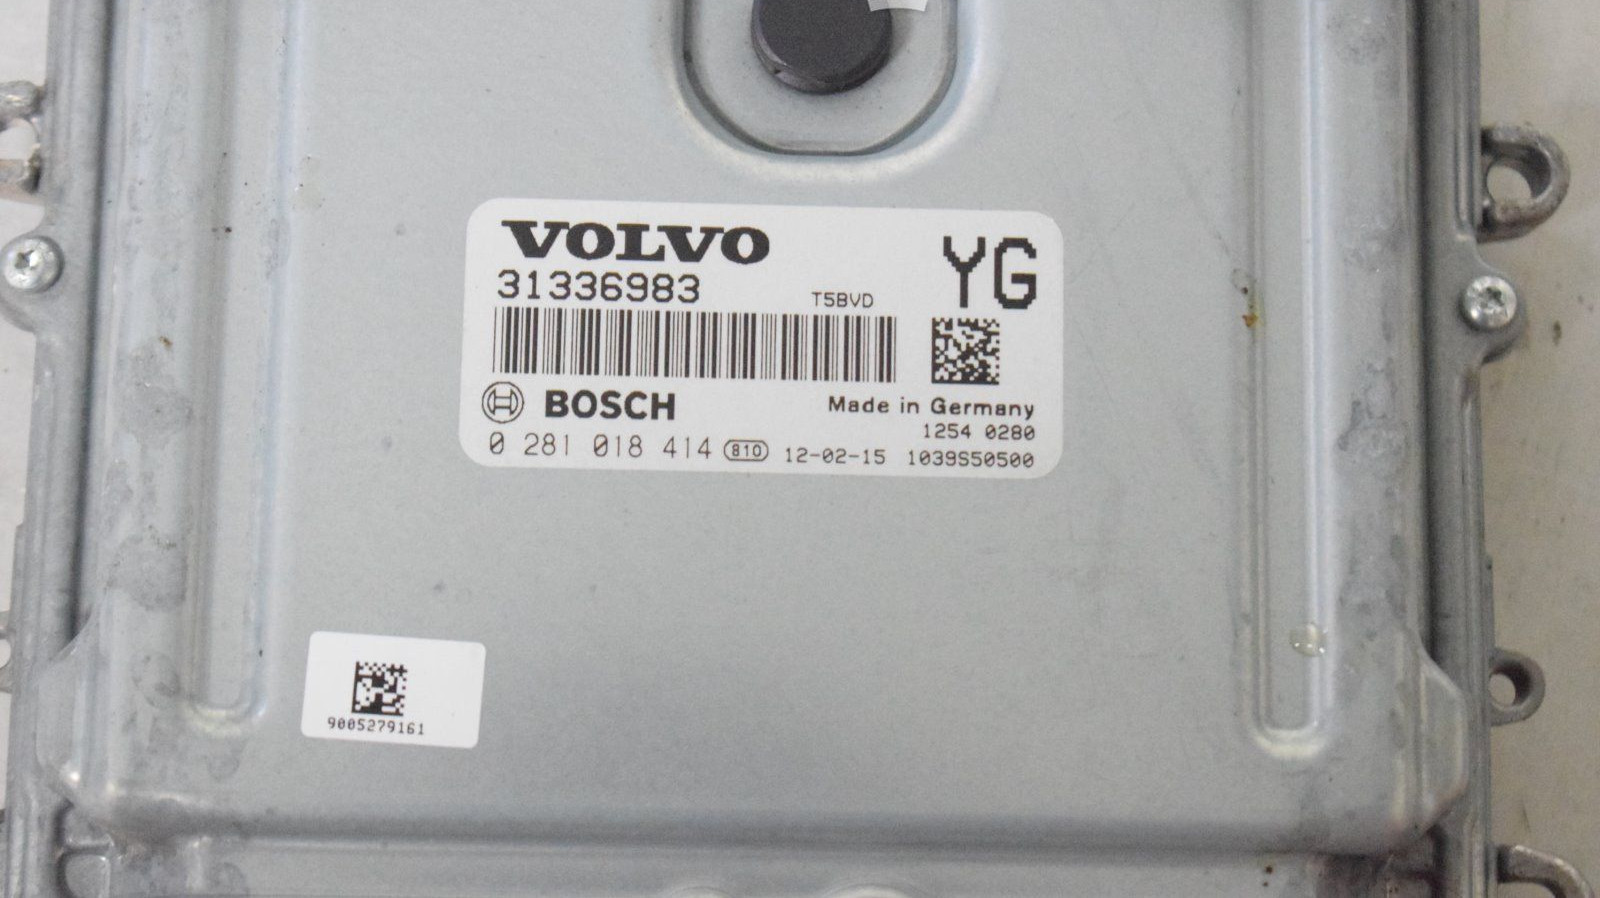 VOLVO
YG
31336983
T5BVD
BOSCH
Made in Germany
1254 0280
0 281 018 414 810 12-02-15 1039S50500
9005279161